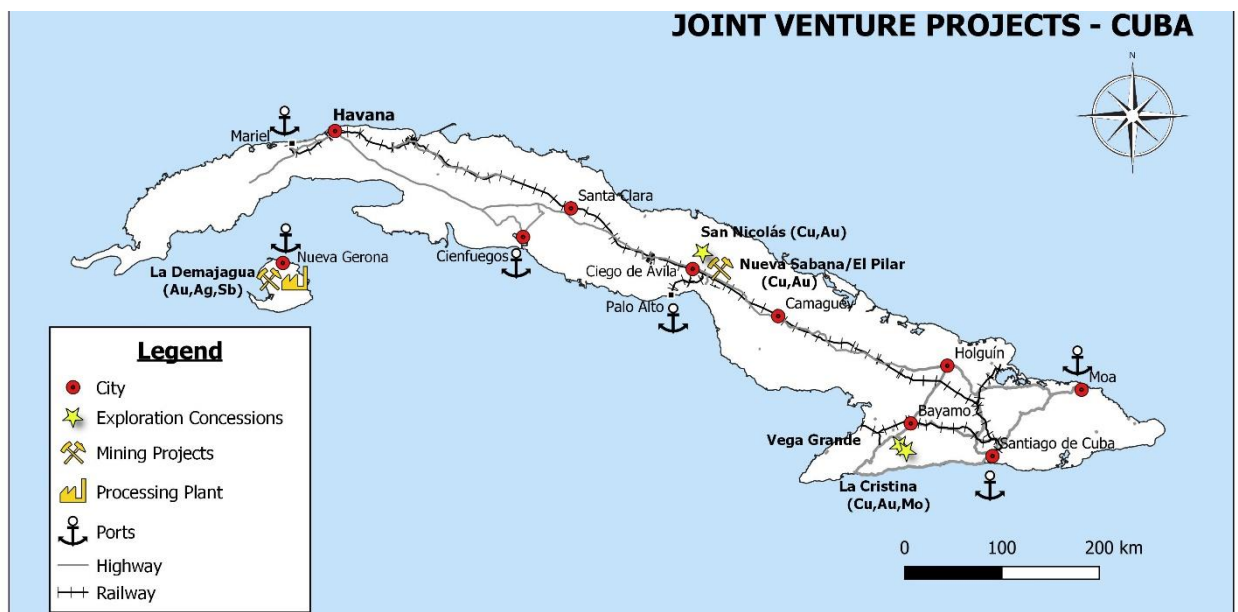 JOINT VENTURE PROJECTS - CUBA
N
Havana
Mariel
Santa Clara
San Nicolás (Cu,Au)
Nueva Gerona
Cienfuegos
La Demajagua
(Au,Ag,Sb)
Ciego de Ávila
Nueva Sabana/El Pilar
(Cu,Au)
Palo Alto
Camaguey
Holguín
Moa
Bayamo
Vega Grande
Santiago de Cuba
La Cristina
(Cu,Au,Mo)
Legend
City
Exploration Concessions
Mining Projects
Processing Plant
Ports
Highway
Railway
0 100 200 km